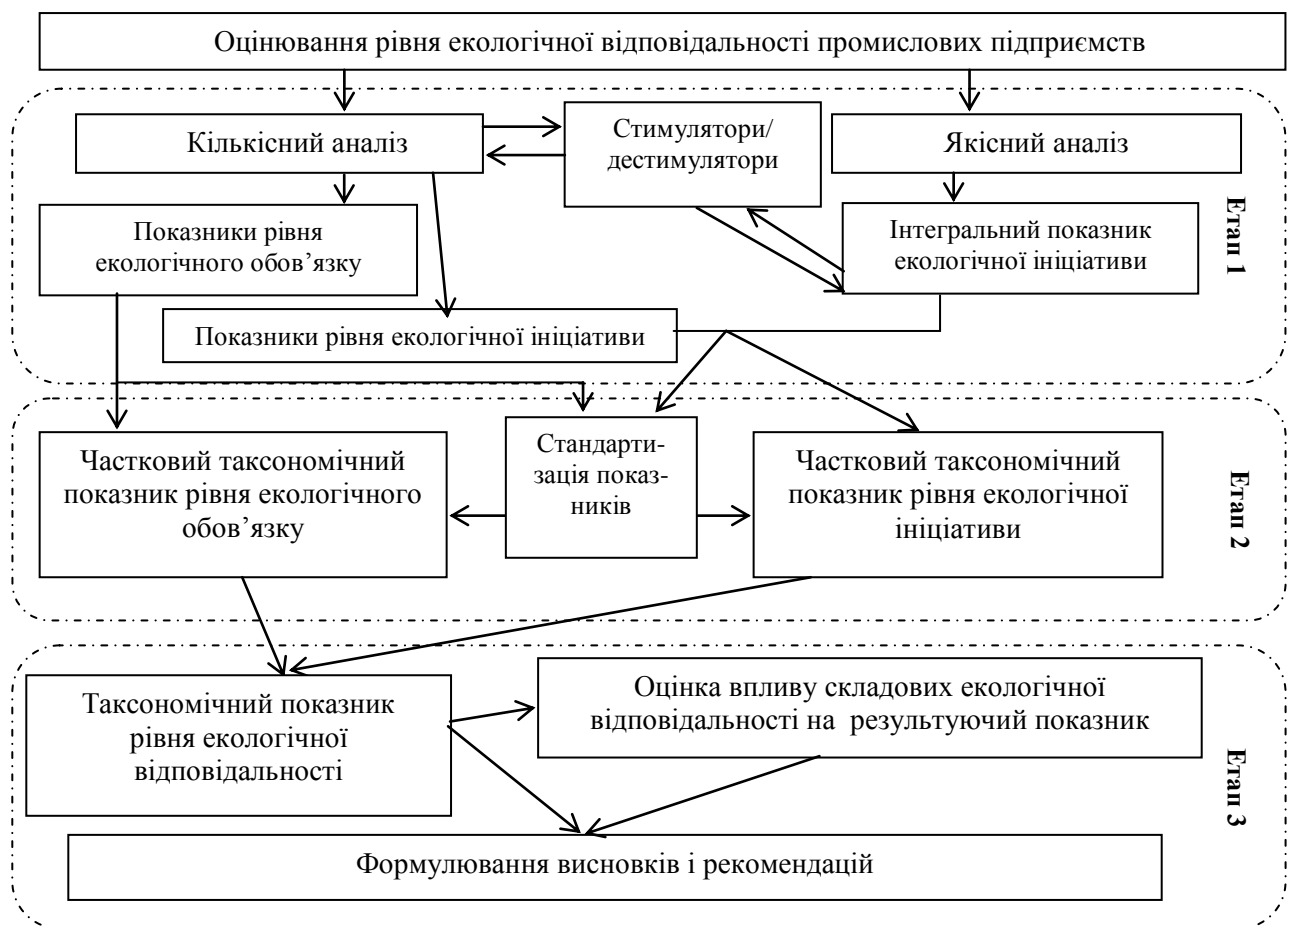 Оцінювання рівня екологічної відповідальності промислових підприємств
Кількісний аналіз
Стимулятори/
дестимулятори
Якісний аналіз
Показники рівня
екологічного обов’язку
Інтегральний показник
екологічної ініціативи
Етап 1
Показники рівня екологічної ініціативи
Частковий таксономічний
показник рівня екологічного
обов’язку
Стандарти-
зація показ-
ників
Частковий таксономічний
показник рівня екологічної
ініціативи
Етап 2
Таксономічний показник
рівня екологічної
відповідальності
Оцінка впливу складових екологічної
відповідальності на результуючий показник
Етап 3
Формулювання висновків і рекомендацій